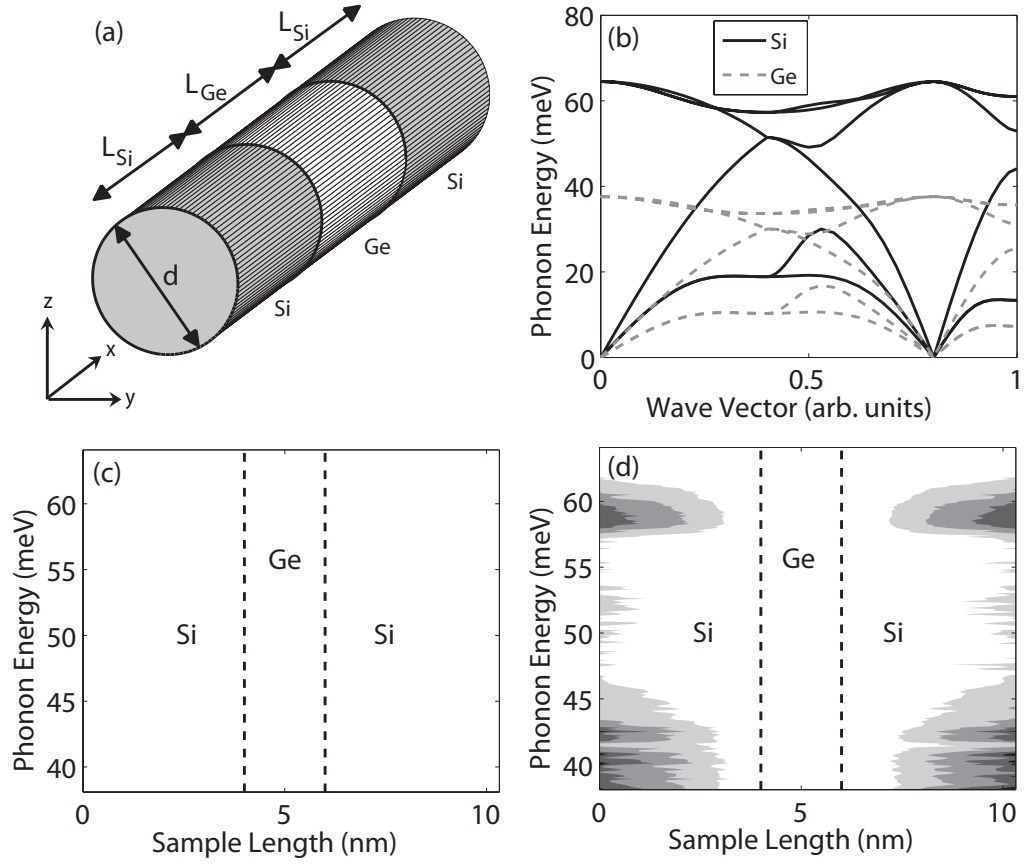 (a)
L_Si
L_Ge
L_Si
Si
Ge
Si
d
z
x
y
(b)
Si
Ge
80
60
40
20
0
0
0.5
1
Phonon Energy (meV)
Wave Vector (arb. units)
(c)
Si
Ge
Si
60
55
50
45
40
0
5
10
Phonon Energy (meV)
Sample Length (nm)
(d)
Si
Ge
Si
60
55
50
45
40
0
5
10
Phonon Energy (meV)
Sample Length (nm)